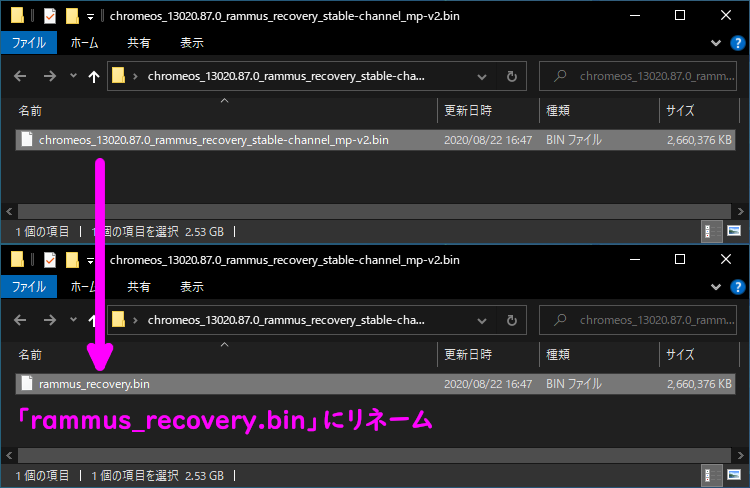 chromeos_13020.87.0_rammus_recovery_stable-channel_mp-v2.bin
ファイル ホーム 共有 表示
chromeos_13020.87.0_rammus_recovery_stable-cha... chromeos_13020.87.0_ramm...
名前 更新日時 種類 サイズ
chromeos_13020.87.0_rammus_recovery_stable-channel_mp-v2.bin 2020/08/22 16:47 BIN ファイル 2,660,376 KB
1 個の項目 1 個の項目を選択 2.53 GB
chromeos_13020.87.0_rammus_recovery_stable-channel_mp-v2.bin
ファイル ホーム 共有 表示
chromeos_13020.87.0_rammus_recovery_stable-cha... chromeos_13020.87.0_ramm...
名前 更新日時 種類 サイズ
rammus_recovery.bin 2020/08/22 16:47 BIN ファイル 2,660,376 KB
「rammus_recovery.bin」にリネーム
1 個の項目 1 個の項目を選択 2.53 GB